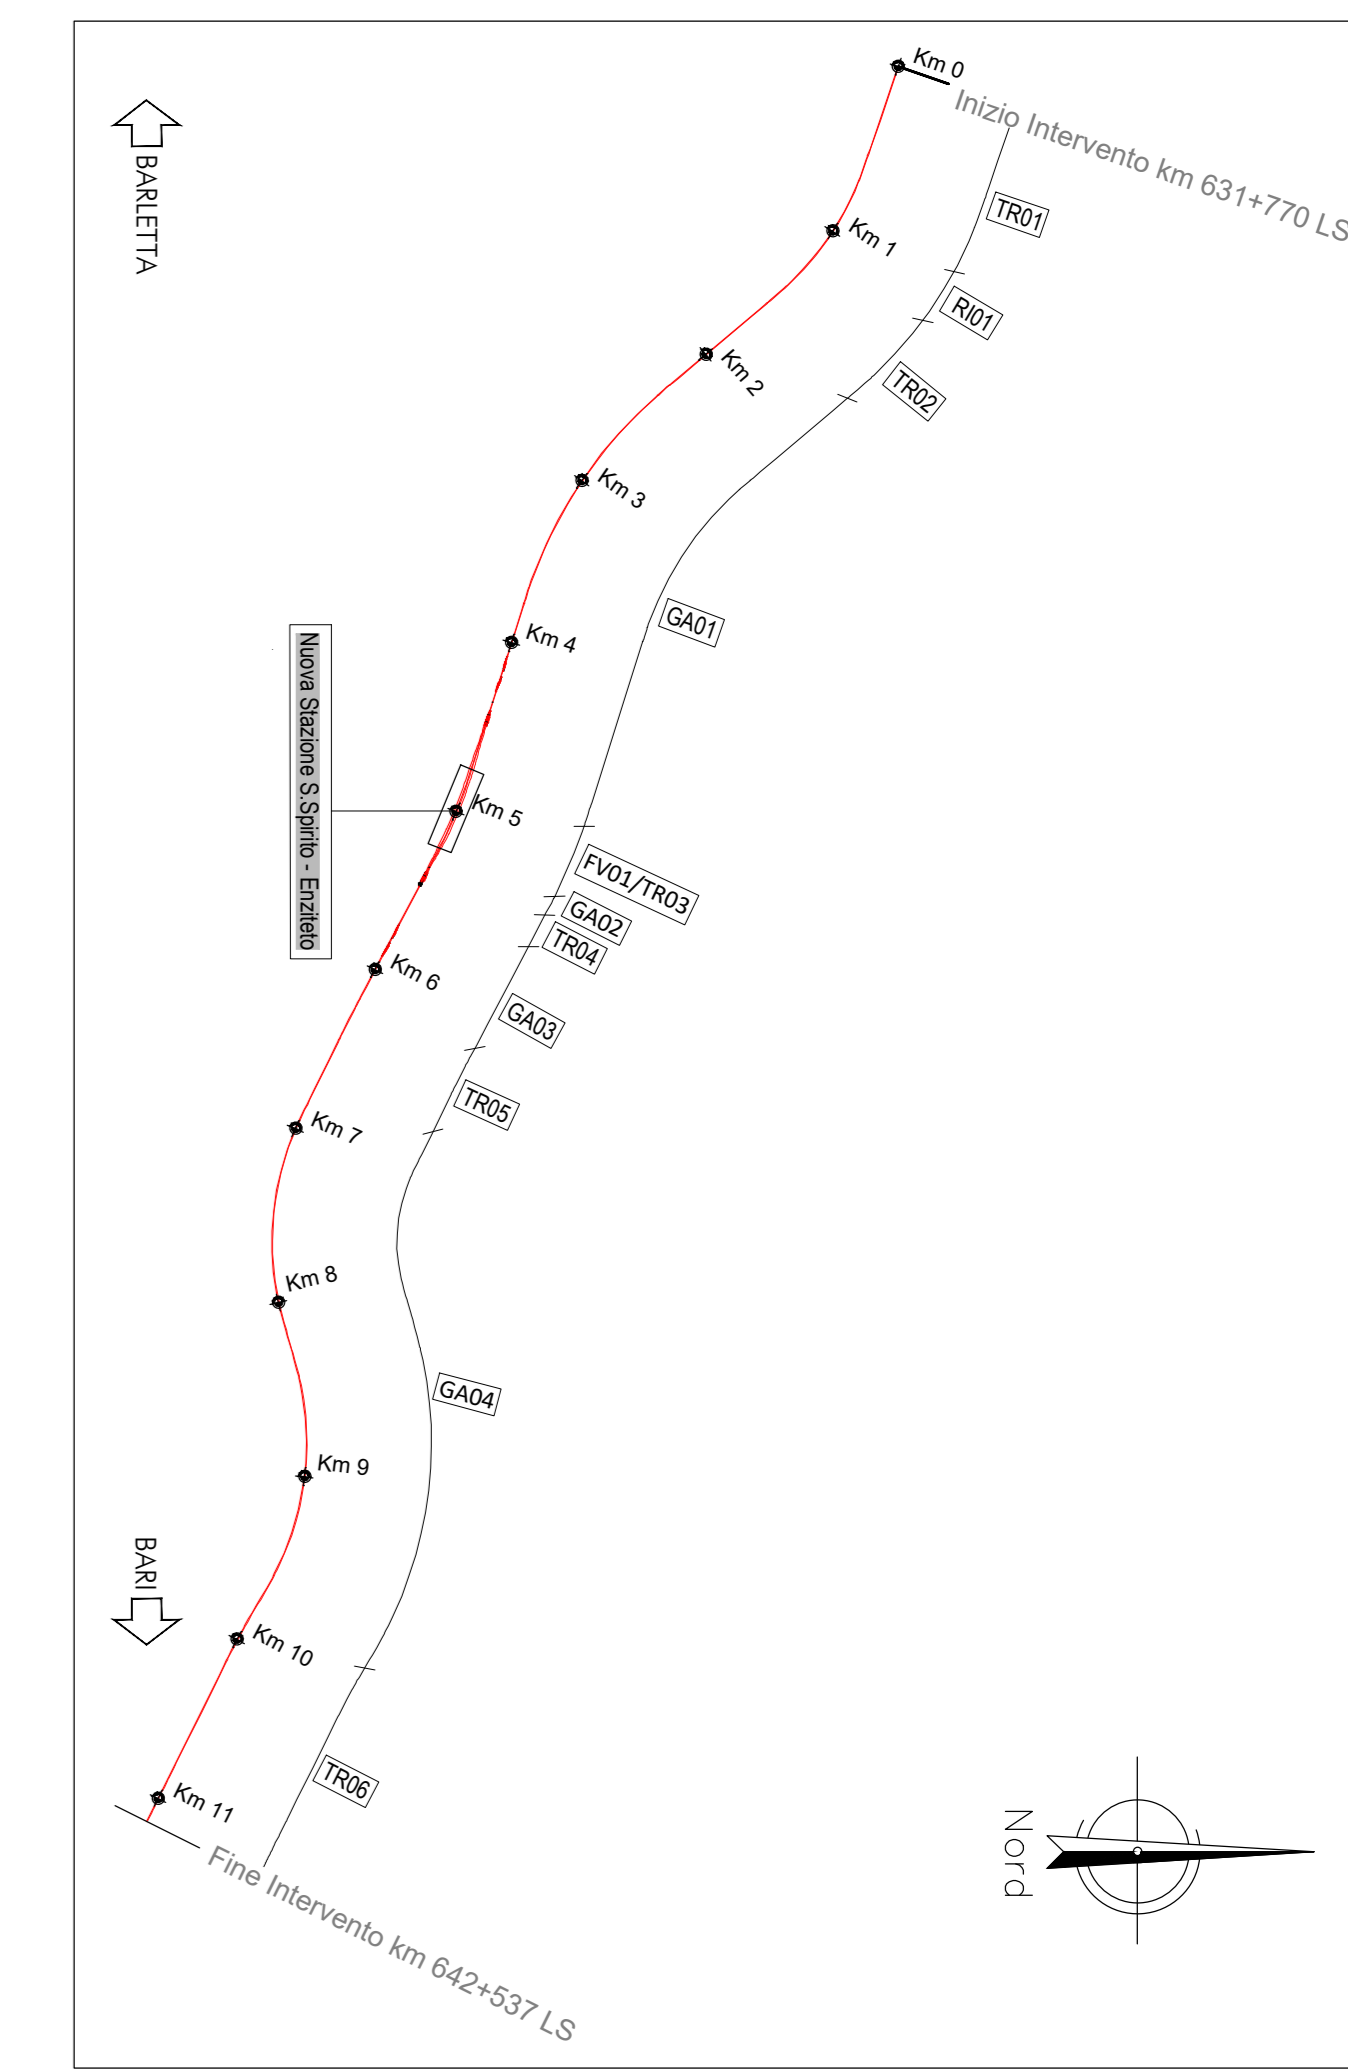 Km 0
Inizio Intervento km 631+770 LS
BARLETTA
TR01
Km 1
RI01
Km 2
TR02
Km 3
GA01
Km 4
Nuova Stazione S.Spirito - Enziteto
Km 5
FV01/TR03
GA02
TR04
Km 6
GA03
TR05
Km 7
Km 8
GA04
Km 9
BARI
Km 10
TR06
Km 11
Fine Intervento km 642+537 LS
Nord